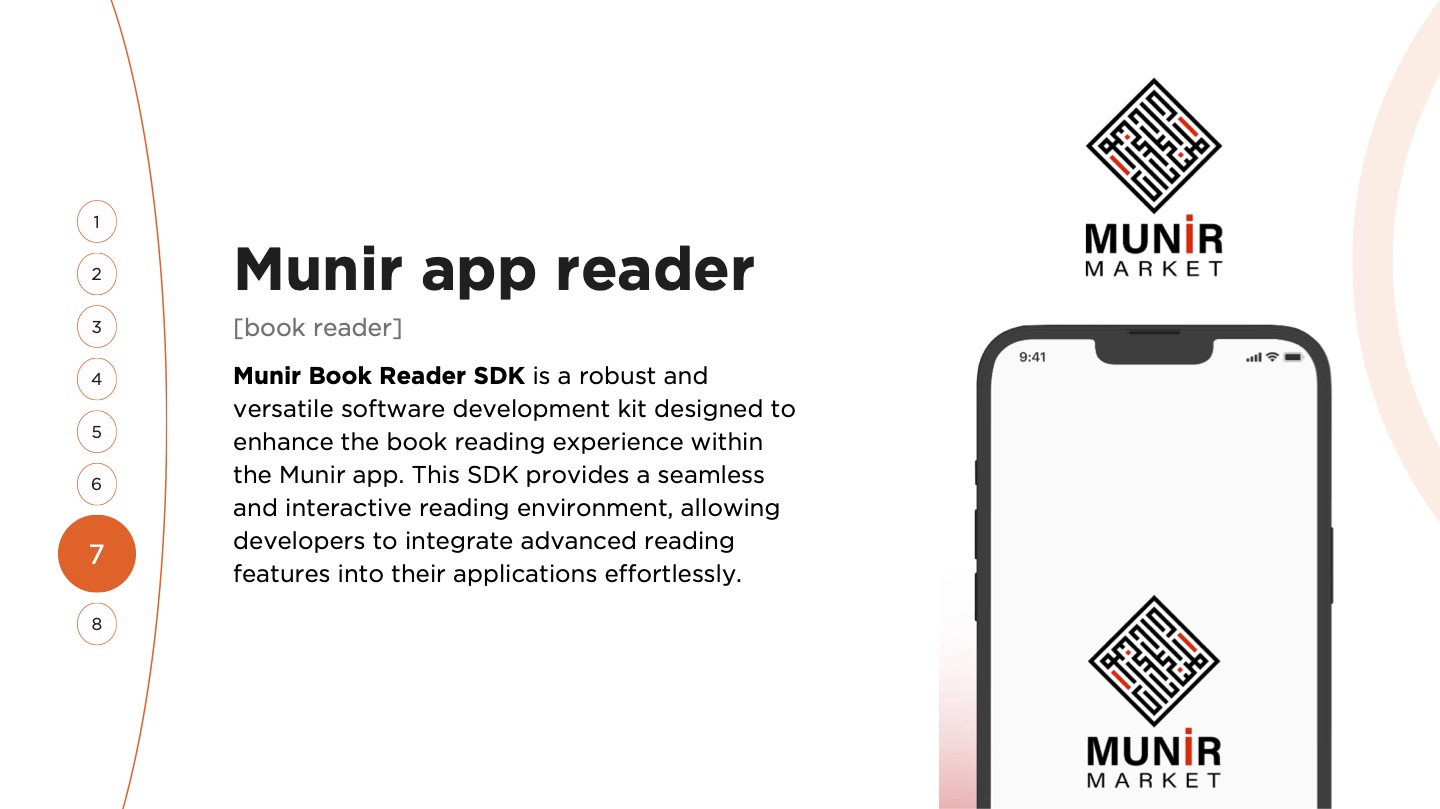 1
2
3
4
5
6
7
8
Munir app reader
[book reader]
Munir Book Reader SDK is a robust and
versatile software development kit designed to
enhance the book reading experience within
the Munir app. This SDK provides a seamless
and interactive reading environment, allowing
developers to integrate advanced reading
features into their applications effortlessly.
MUNiR
MARKET
9:41
MUNiR
MARKET